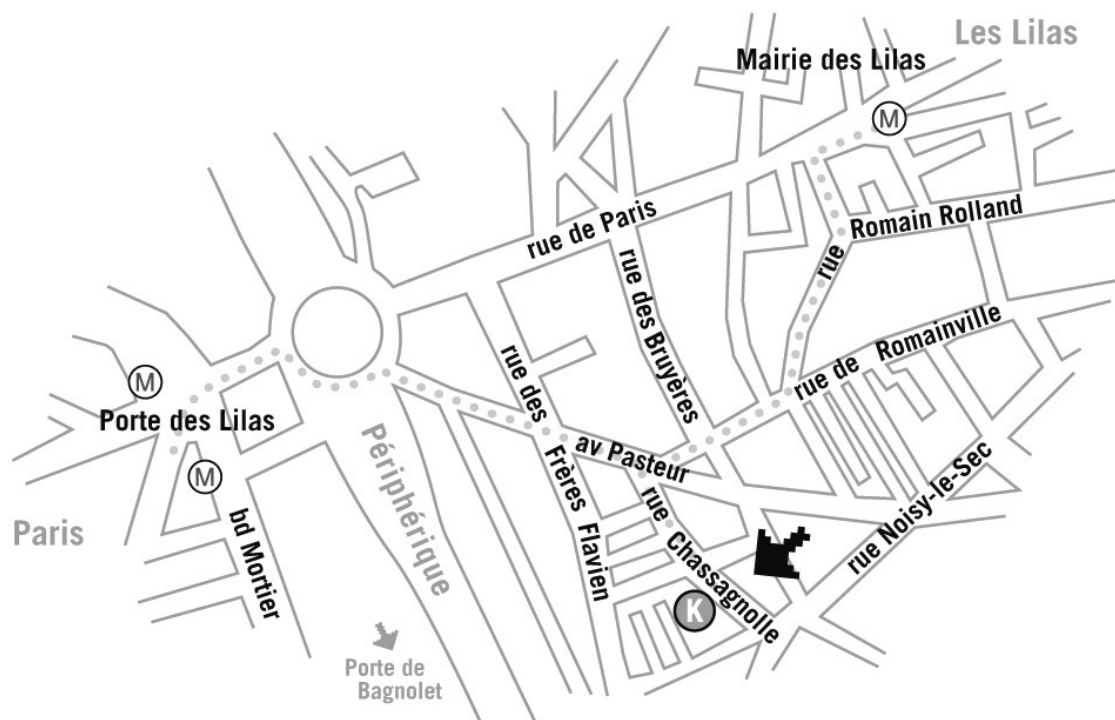 Les Lilas
Mairie des Lilas
M
rue de Paris
rue Romain Rolland
rue des Bruyères
rue de Romainville
rue des Frères Flavien
M
Porte des Lilas
M
av Pasteur
Périphérique
Paris
bd Mortier
rue Chassagnolle
rue Noisy-le-Sec
K
Porte de
Bagnolet